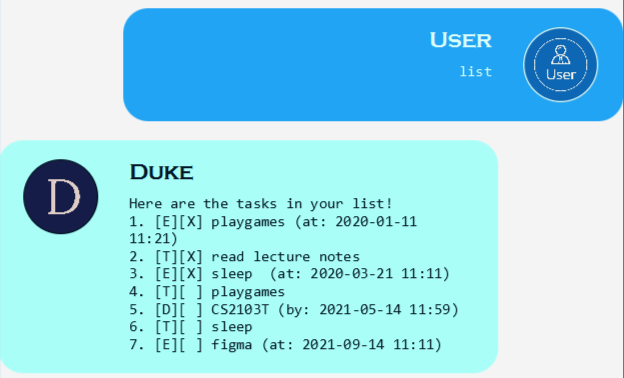 USER
list
User
D
DUKE
Here are the tasks in your list!
1. [E][X] playgames (at: 2020-01-11
11:21)
2. [T][X] read lecture notes
3. [E][X] sleep  (at: 2020-03-21 11:11)
4. [T][ ] playgames
5. [D][ ] CS2103T (by: 2021-05-14 11:59)
6. [T][ ] sleep
7. [E][ ] figma (at: 2021-09-14 11:11)